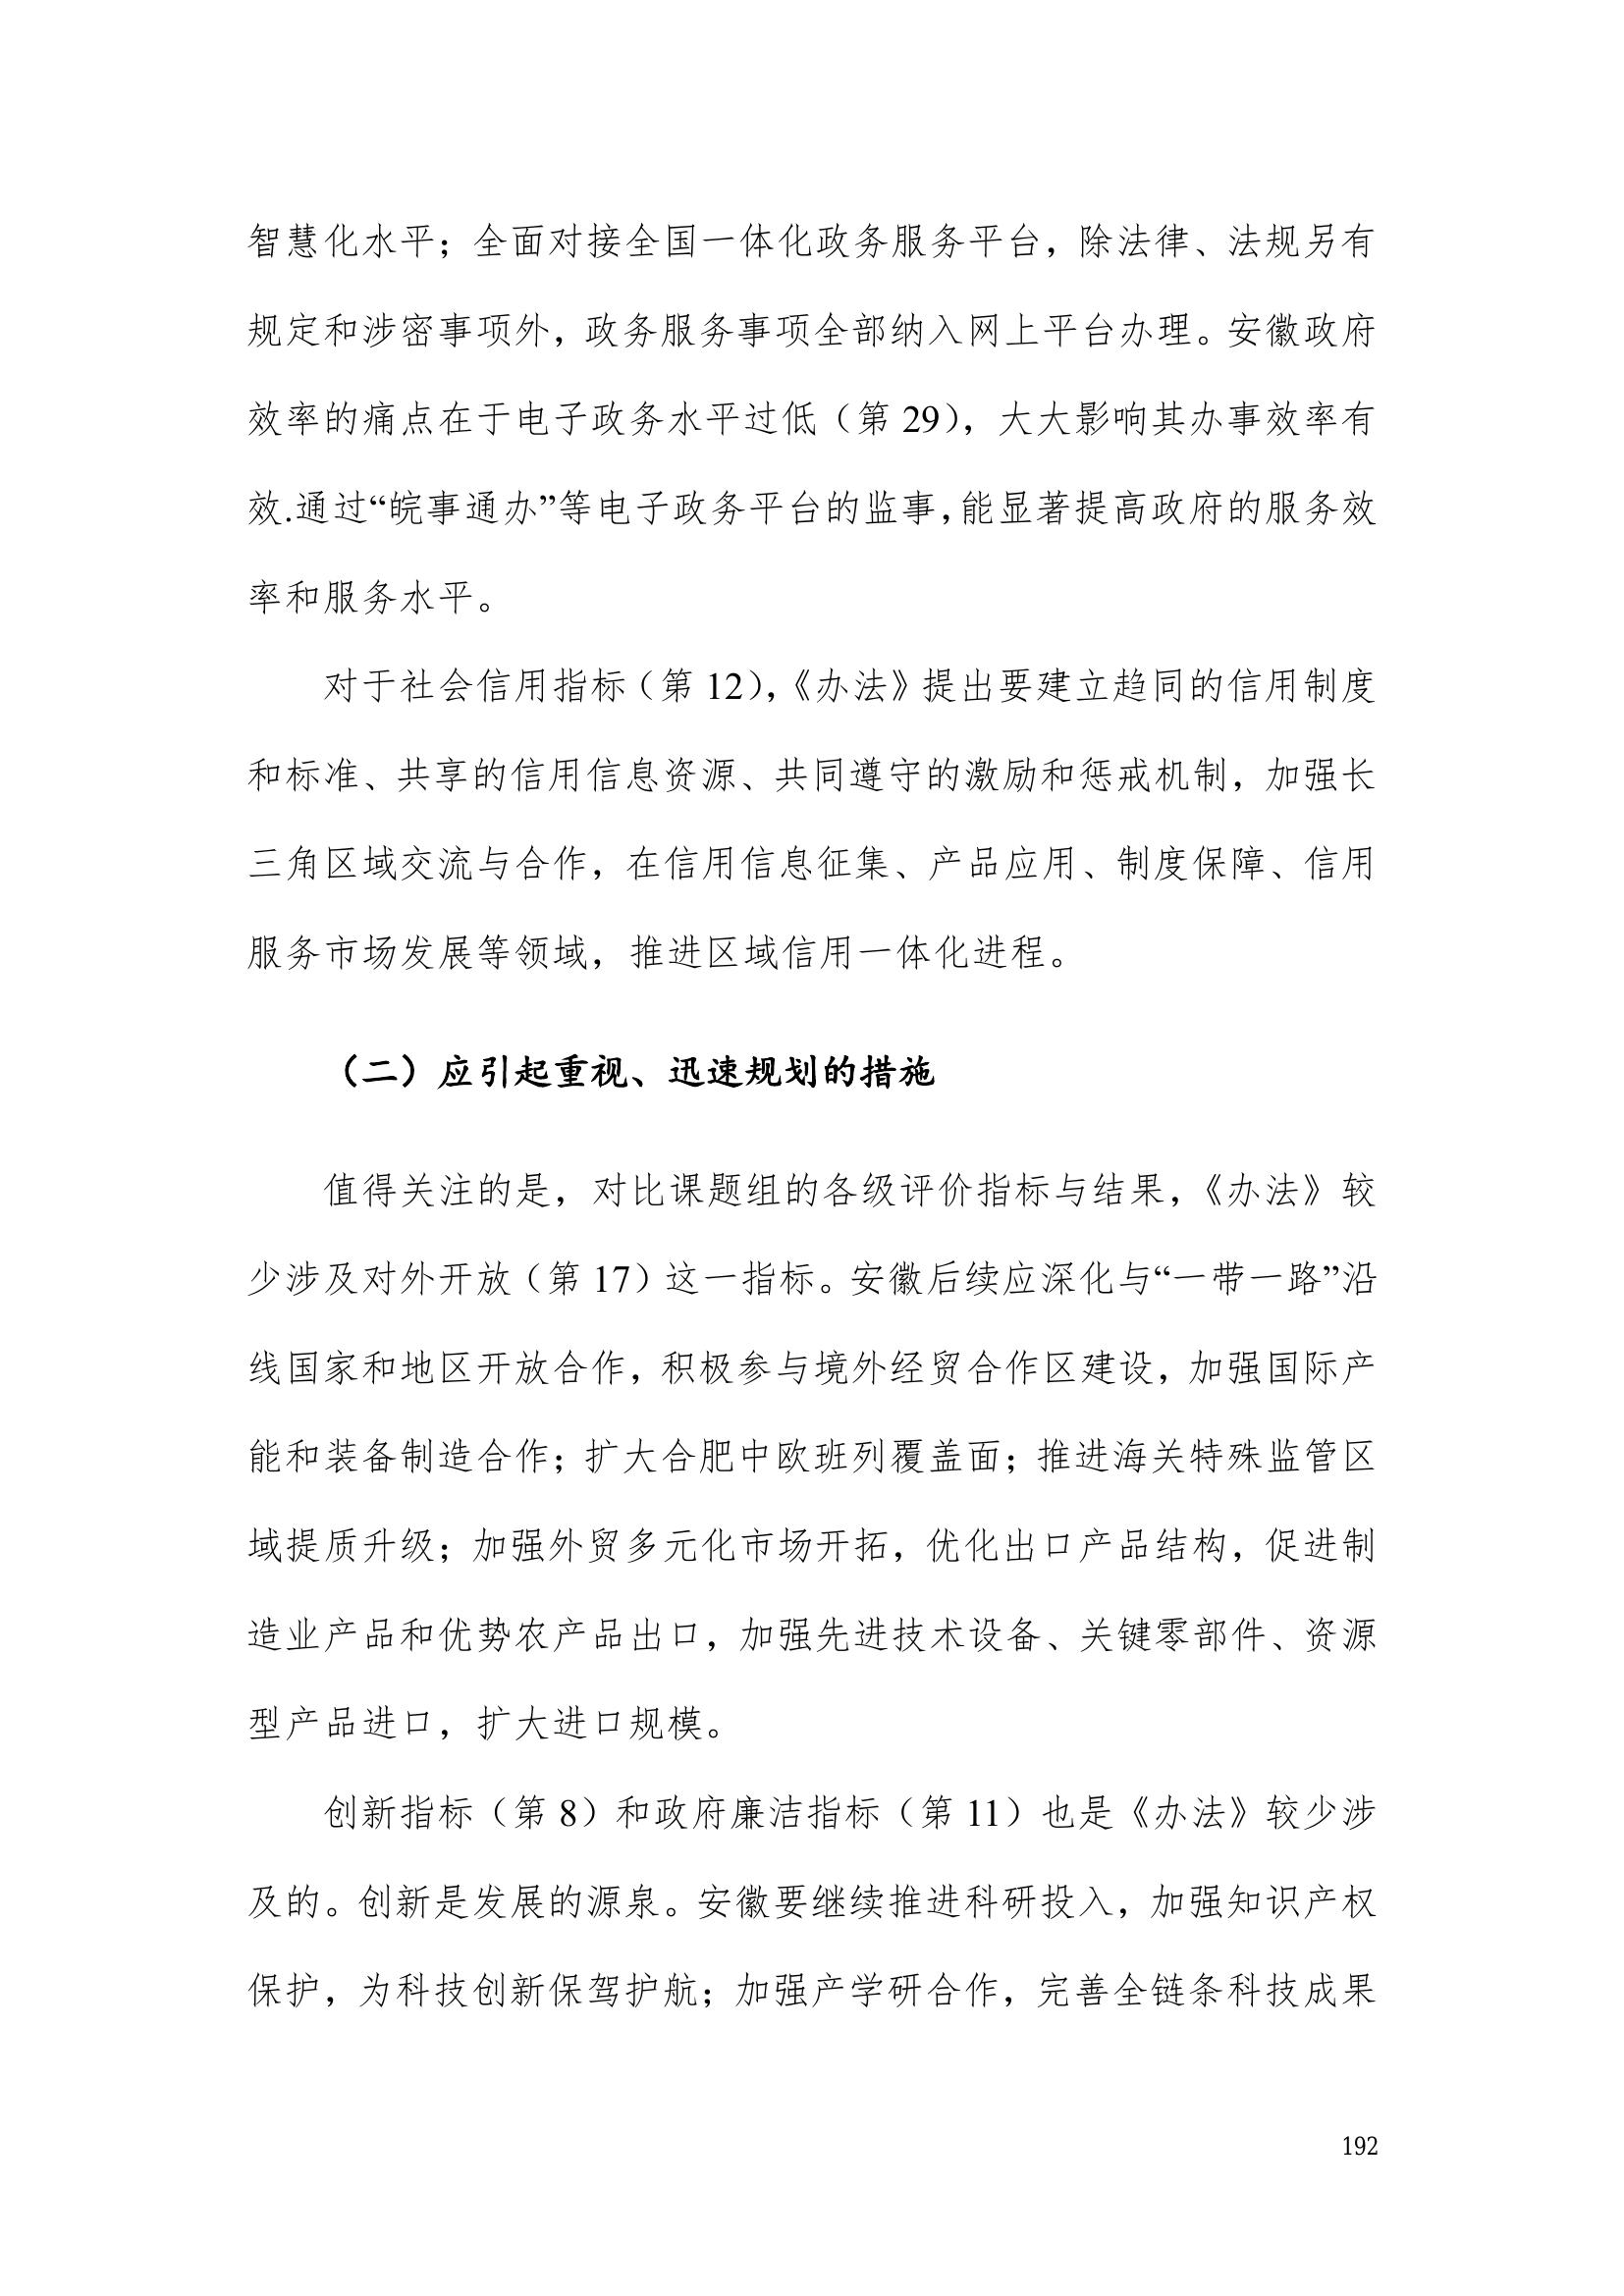 智慧化水平；全面对接全国一体化政务服务平台，除法律、法规另有
规定和涉密事项外，政务服务事项全部纳入网上平台办理。安徽政府
效率的痛点在于电子政务水平过低（第 29），大大影响其办事效率有
效.通过“皖事通办”等电子政务平台的监事，能显著提高政府的服务效
率和服务水平。
对于社会信用指标（第 12），《办法》提出要建立趋同的信用制度
和标准、共享的信用信息资源、共同遵守的激励和惩戒机制，加强长
三角区域交流与合作，在信用信息征集、产品应用、制度保障、信用
服务市场发展等领域，推进区域信用一体化进程。
（二）应引起重视、迅速规划的措施
值得关注的是，对比课题组的各级评价指标与结果，《办法》较
少涉及对外开放（第 17）这一指标。安徽后续应深化与“一带一路”沿
线国家和地区开放合作，积极参与境外经贸合作区建设，加强国际产
能和装备制造合作；扩大合肥中欧班列覆盖面；推进海关特殊监管区
域提质升级；加强外贸多元化市场开拓，优化出口产品结构，促进制
造业产品和优势农产品出口，加强先进技术设备、关键零部件、资源
型产品进口，扩大进口规模。
创新指标（第 8）和政府廉洁指标（第 11）也是《办法》较少涉
及的。创新是发展的源泉。安徽要继续推进科研投入，加强知识产权
保护，为科技创新保驾护航；加强产学研合作，完善全链条科技成果
192